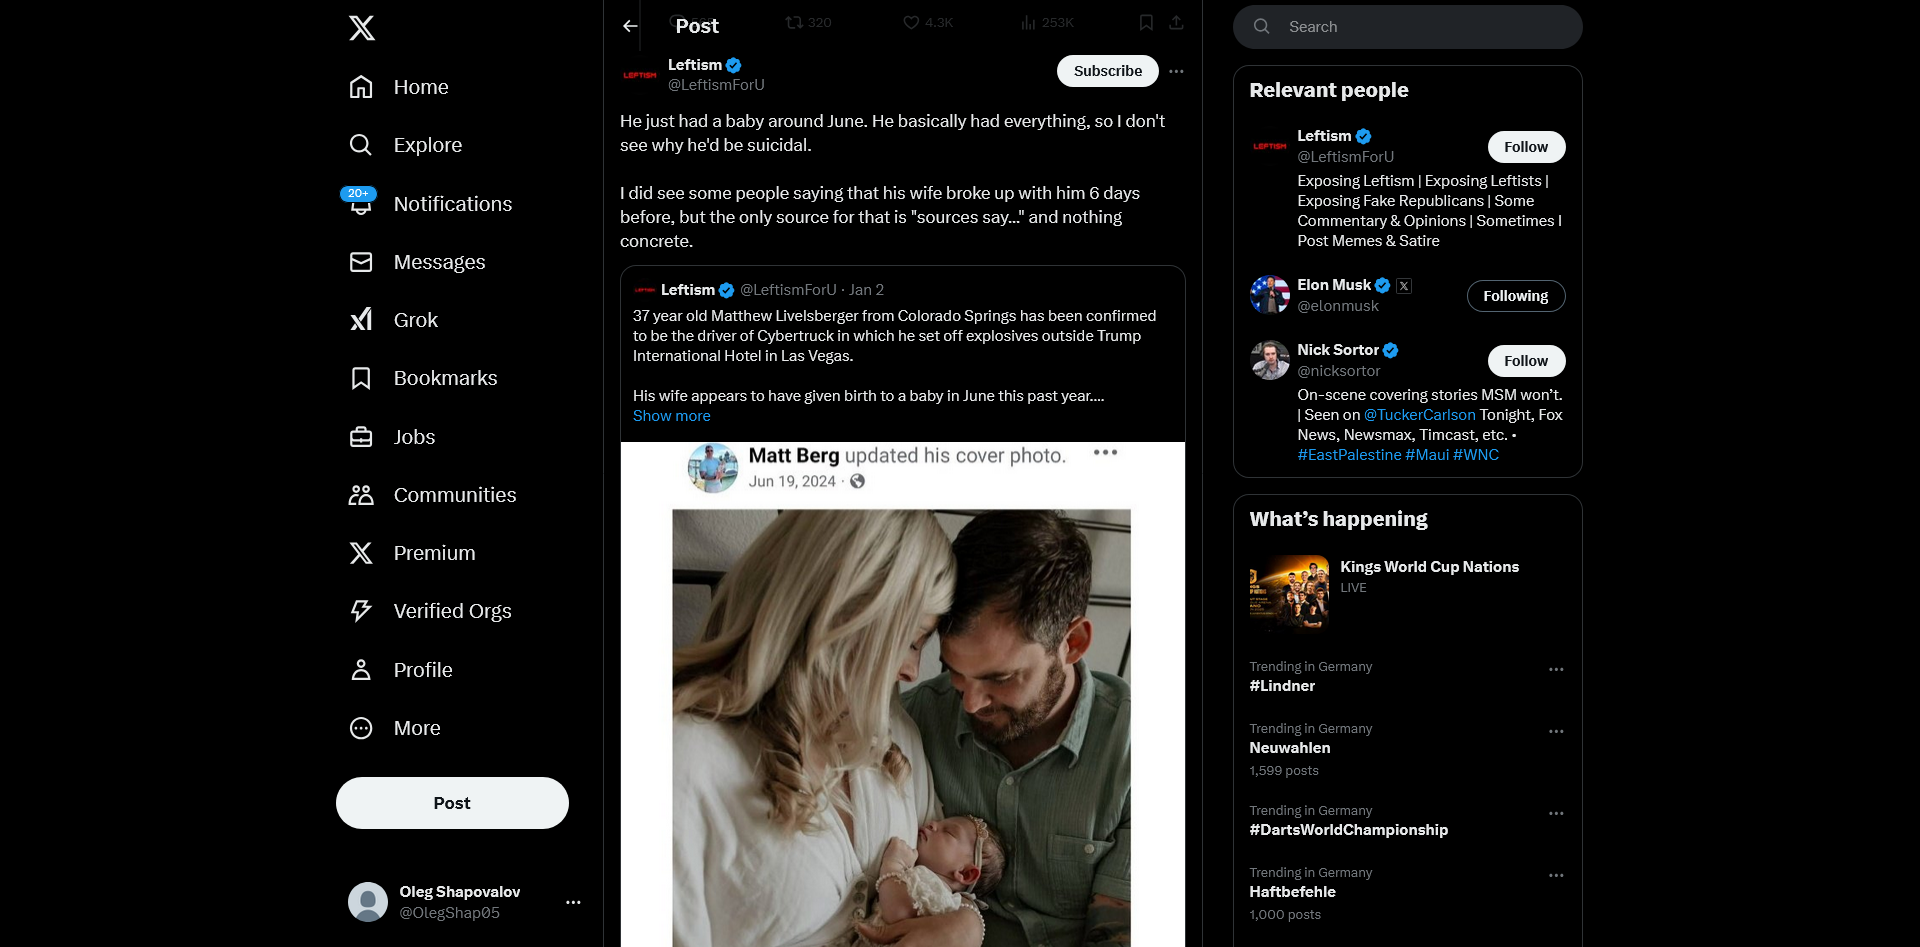 Home
Explore
20+
Notifications
Messages
Grok
Jobs
Bookmarks
Communities
Premium
Verified Orgs
Profile
More
Post
Oleg Shapovalov
@OlegShap05
Post
320
4.3K
253K
LEFTISM
Leftism
@LeftismForU
Subscribe
He just had a baby around June. He basically had everything, so I don't
see why he'd be suicidal.
I did see some people saying that his wife broke up with him 6 days
before, but the only source for that is "sources say..." and nothing
concrete.
Leftism @LeftismForU · Jan 2
37 year old Matthew Livelsberger from Colorado Springs has been confirmed
to be the driver of Cybertruck in which he set off explosives outside Trump
International Hotel in Las Vegas.
His wife appears to have given birth to a baby in June this past year....
Show more
Matt Berg updated his cover photo.
Jun 19, 2024 ·
Search
Relevant people
LEFTISM
Leftism
@LeftismForU
Follow
Exposing Leftism | Exposing Leftists |
Exposing Fake Republicans | Some
Commentary & Opinions | Sometimes I
Post Memes & Satire
Elon Musk
@elonmusk
Following
Nick Sortor
@nicksortor
Follow
On-scene covering stories MSM won't.
| Seen on @TuckerCarlson Tonight, Fox
News, Newsmax, Timcast, etc. •
#EastPalestine #Maui #WNC
What's happening
Kings World Cup Nations
LIVE
Trending in Germany
#Lindner
Trending in Germany
Neuwahlen
1,599 posts
Trending in Germany
#DartsWorldChampionship
Trending in Germany
Haftbefehle
1,000 posts